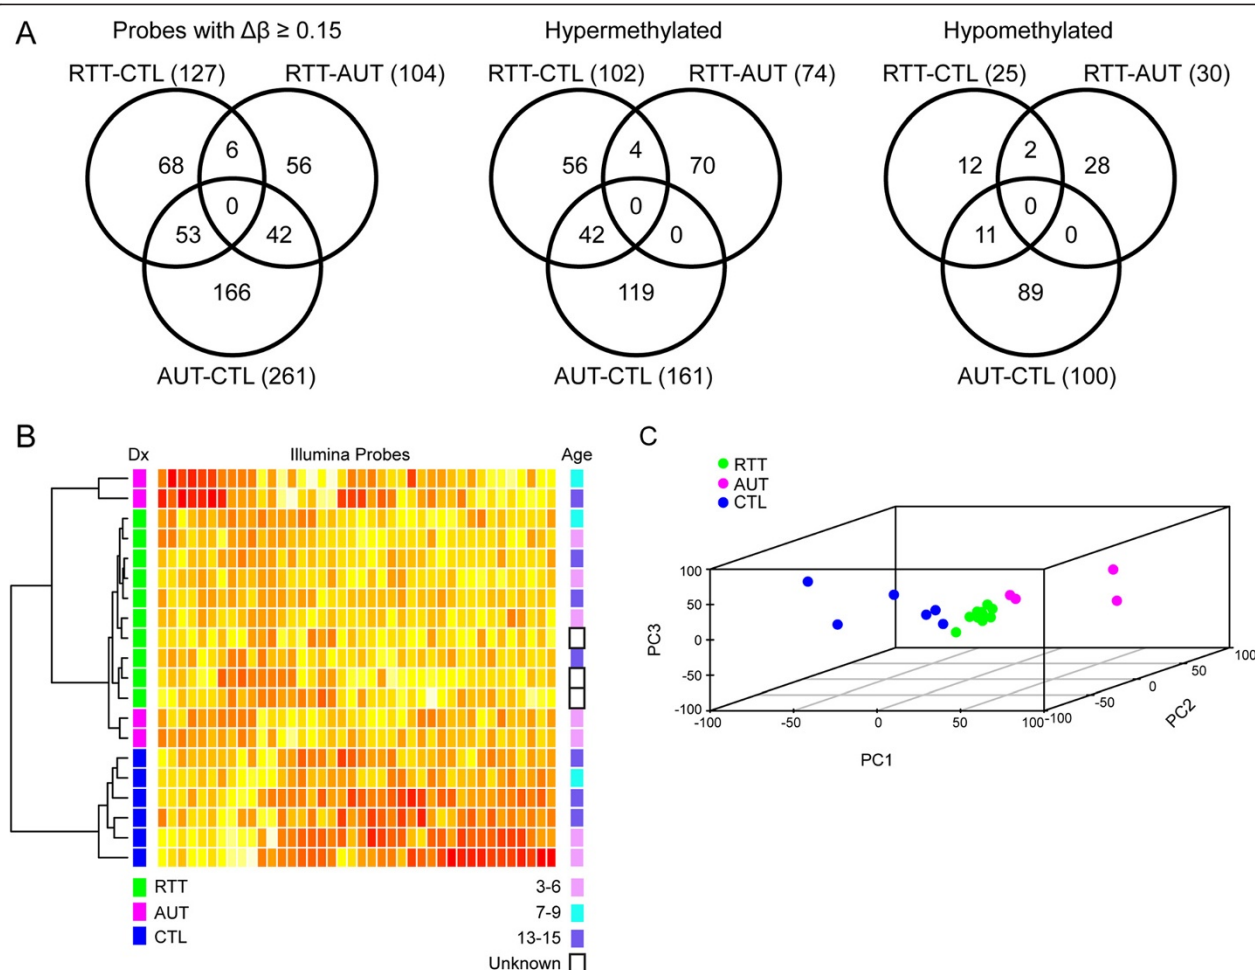 A
Probes with Δβ ≥ 0.15
RTT-CTL (127) RTT-AUT (104)
68 6 56
0
53 42
166
AUT-CTL (261)
Hypermethylated
RTT-CTL (102) RTT-AUT (74)
56 4 70
0
42 0
119
AUT-CTL (161)
Hypomethylated
RTT-CTL (25) RTT-AUT (30)
12 2 28
0
11 0
89
AUT-CTL (100)
B
Dx Illumina Probes Age
RTT 3-6
AUT 7-9
CTL 13-15
Unknown
C
RTT
AUT
CTL
PC3
100
50
0
-50
-100
-100 -50 0 50 100
PC1
-100 -50 0 50 100
PC2